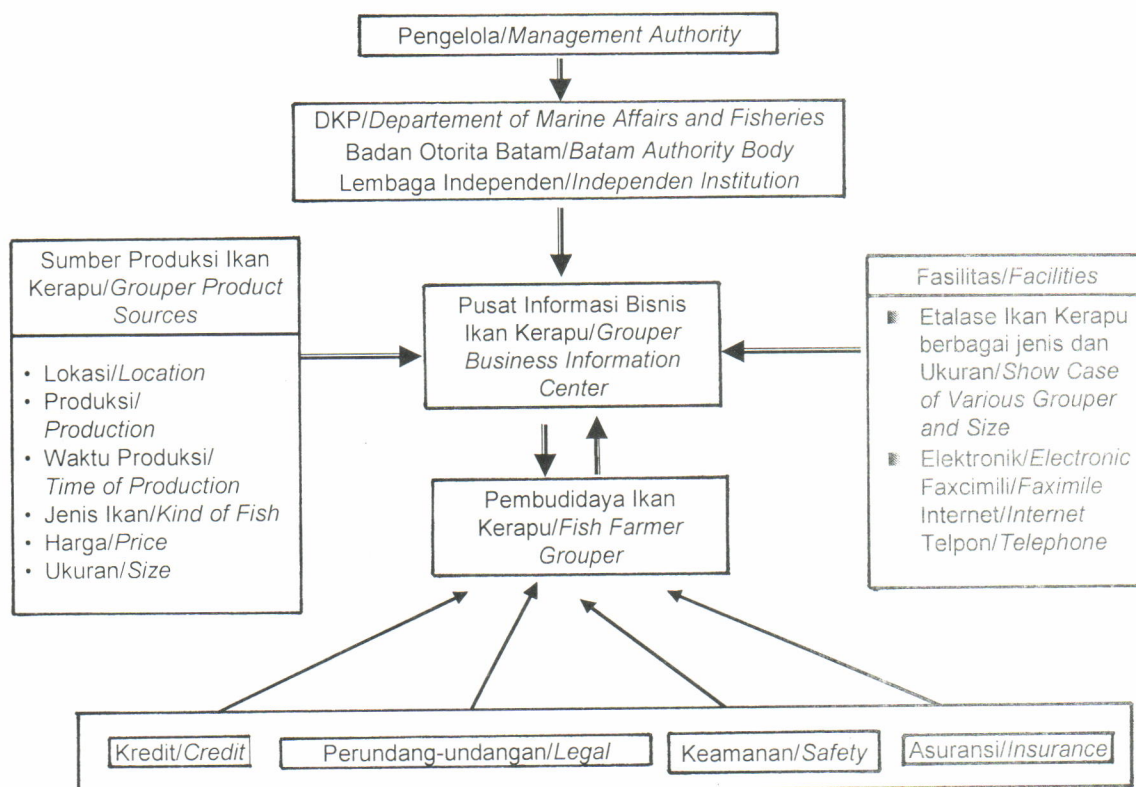 Pengelola/Management Authority
DKP/Departement of Marine Affairs and Fisheries
Badan Otorita Batam/Batam Authority Body
Lembaga Independen/Independen Institution
Sumber Produksi Ikan
Kerapu/Grouper Product
Sources
• Lokasi/Location
• Produksi/
Production
• Waktu Produksi/
Time of Production
• Jenis Ikan/Kind of Fish
• Harga/Price
• Ukuran/Size
Pusat Informasi Bisnis
Ikan Kerapu/Grouper
Business Information
Center
Fasilitas/Facilities
Etalase Ikan Kerapu
berbagai jenis dan
Ukuran/Show Case
of Various Grouper
and Size
Elektronik/Electronic
Faxcimili/Faximile
Internet/Internet
Telpon/Telephone
Pembudidaya Ikan
Kerapu/Fish Farmer
Grouper
Kredit/Credit
Perundang-undangan/Legal
Keamanan/Safety
Asuransi/Insurance